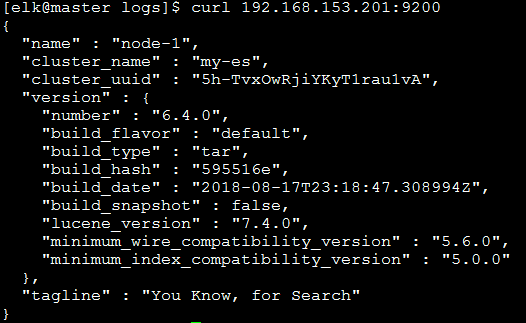 [elk@master logs]$ curl 192.168.153.201:9200
{
  "name" : "node-1",
  "cluster_name" : "my-es",
  "cluster_uuid" : "5h-TvxOwRjiYKyT1rau1vA",
  "version" : {
    "number" : "6.4.0",
    "build_flavor" : "default",
    "build_type" : "tar",
    "build_hash" : "595516e",
    "build_date" : "2018-08-17T23:18:47.308994Z",
    "build_snapshot" : false,
    "lucene_version" : "7.4.0",
    "minimum_wire_compatibility_version" : "5.6.0",
    "minimum_index_compatibility_version" : "5.0.0"
  },
  "tagline" : "You Know, for Search"
}